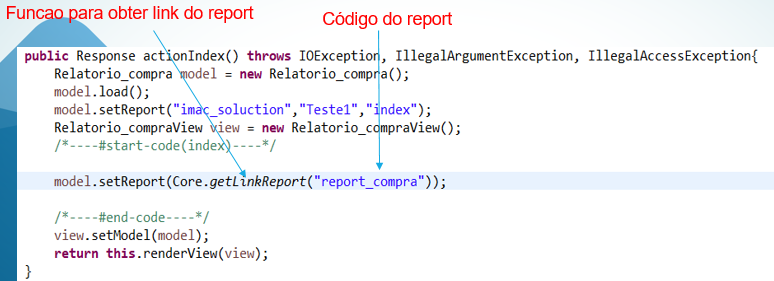 Funcao para obter link do report
Código do report
public Response actionIndex() throws IOException, IllegalArgumentException, IllegalAccessException{
Relatorio_compra model = new Relatorio_compra();
model.load();
model.setReport("imac_soluction","Teste1","index");
Relatorio_compraView view = new Relatorio_compraView();
/*----#start-code(index)----*/
model.setReport(Core.getLinkReport("report_compra"));
/*----#end-code----*/
view.setModel(model);
return this.renderView(view);
}